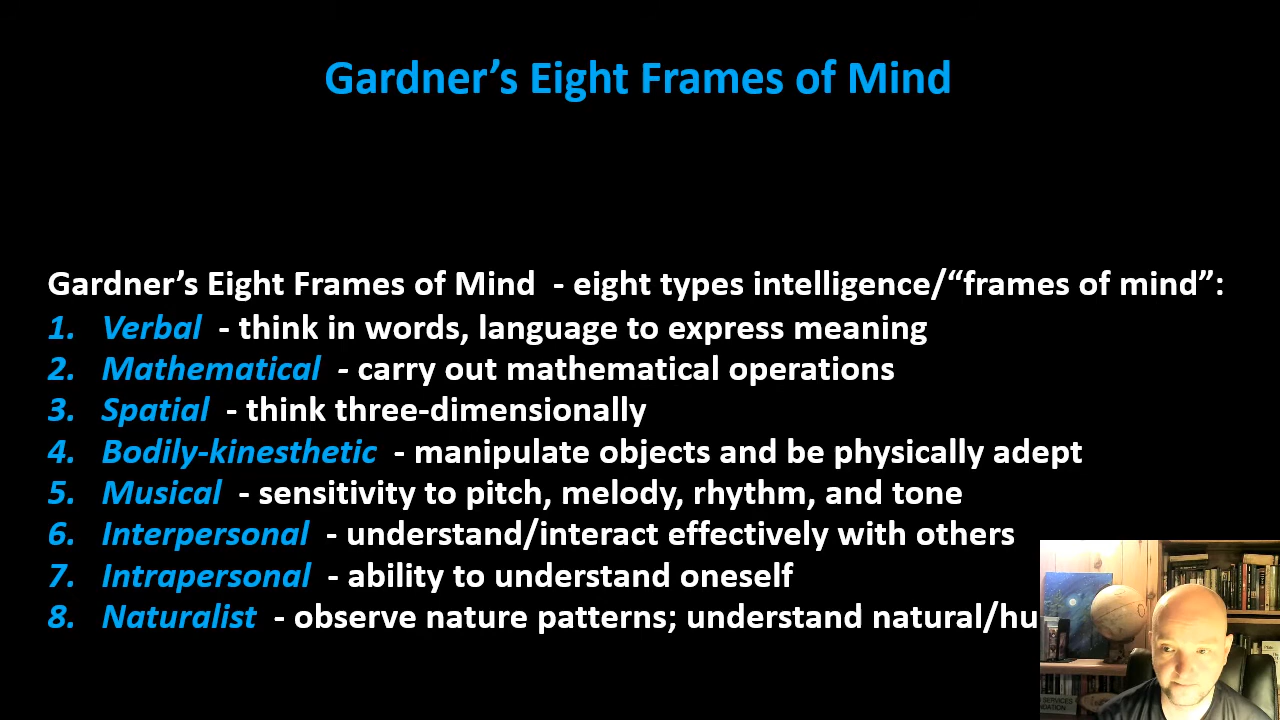 Gardner’s Eight Frames of Mind
Gardner’s Eight Frames of Mind - eight types intelligence/“frames of mind”:
1. Verbal - think in words, language to express meaning
2. Mathematical - carry out mathematical operations
3. Spatial - think three-dimensionally
4. Bodily-kinesthetic - manipulate objects and be physically adept
5. Musical - sensitivity to pitch, melody, rhythm, and tone
6. Interpersonal - understand/interact effectively with others
7. Intrapersonal - ability to understand oneself
8. Naturalist - observe nature patterns; understand natural/hu
SERVICES